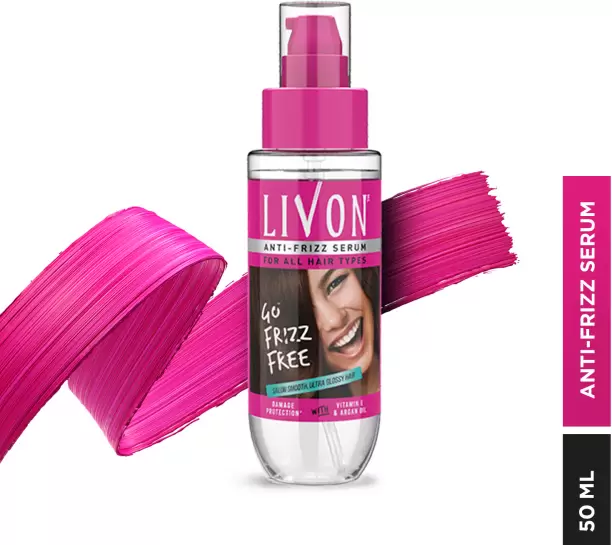 LIVON
ANTI-FRIZZ SERUM
FOR ALL HAIR TYPES
GO
FRIZZ
FREE
SALON SMOOTH, ULTRA GLOSSY HAIR
DAMAGE
PROTECTION*
WITH
VITAMIN E
& ARGAN OIL
ANTI-FRIZZ SERUM
50 ML